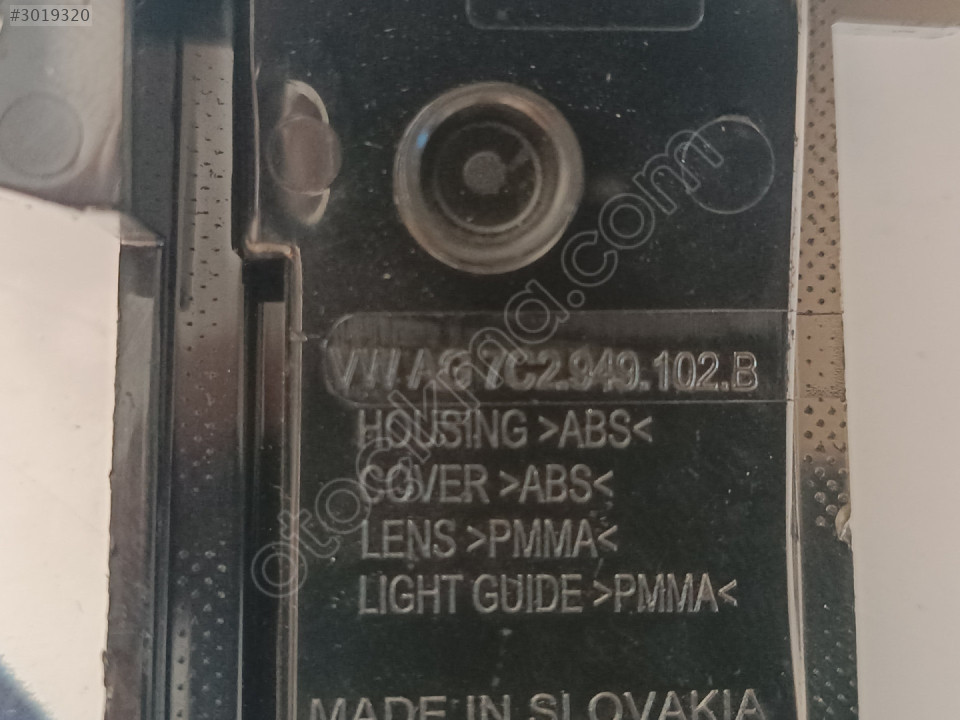 #3019320
otocikma.com
VW AG 7C2.949.102.B
HOUSING >ABS<
COVER >ABS<
LENS >PMMA<
LIGHT GUIDE >PMMA<
MADE IN SLOVAKIA